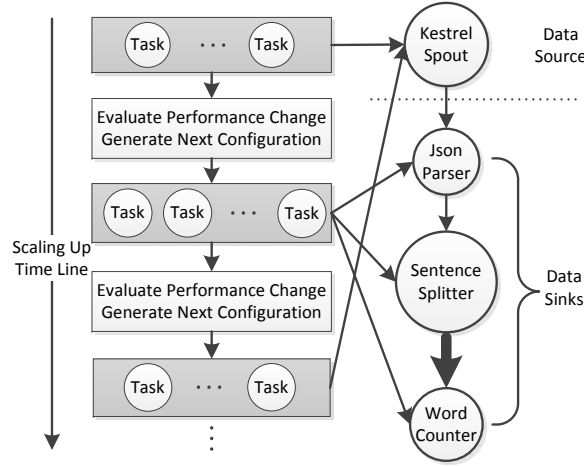 Task ... Task
Kestrel
Spout
Data
Source
Evaluate Performance Change
Generate Next Configuration
Json
Parser
Task Task ... Task
Scaling Up
Time Line
Sentence
Splitter
Data
Sinks
Evaluate Performance Change
Generate Next Configuration
Task ... Task
Word
Counter